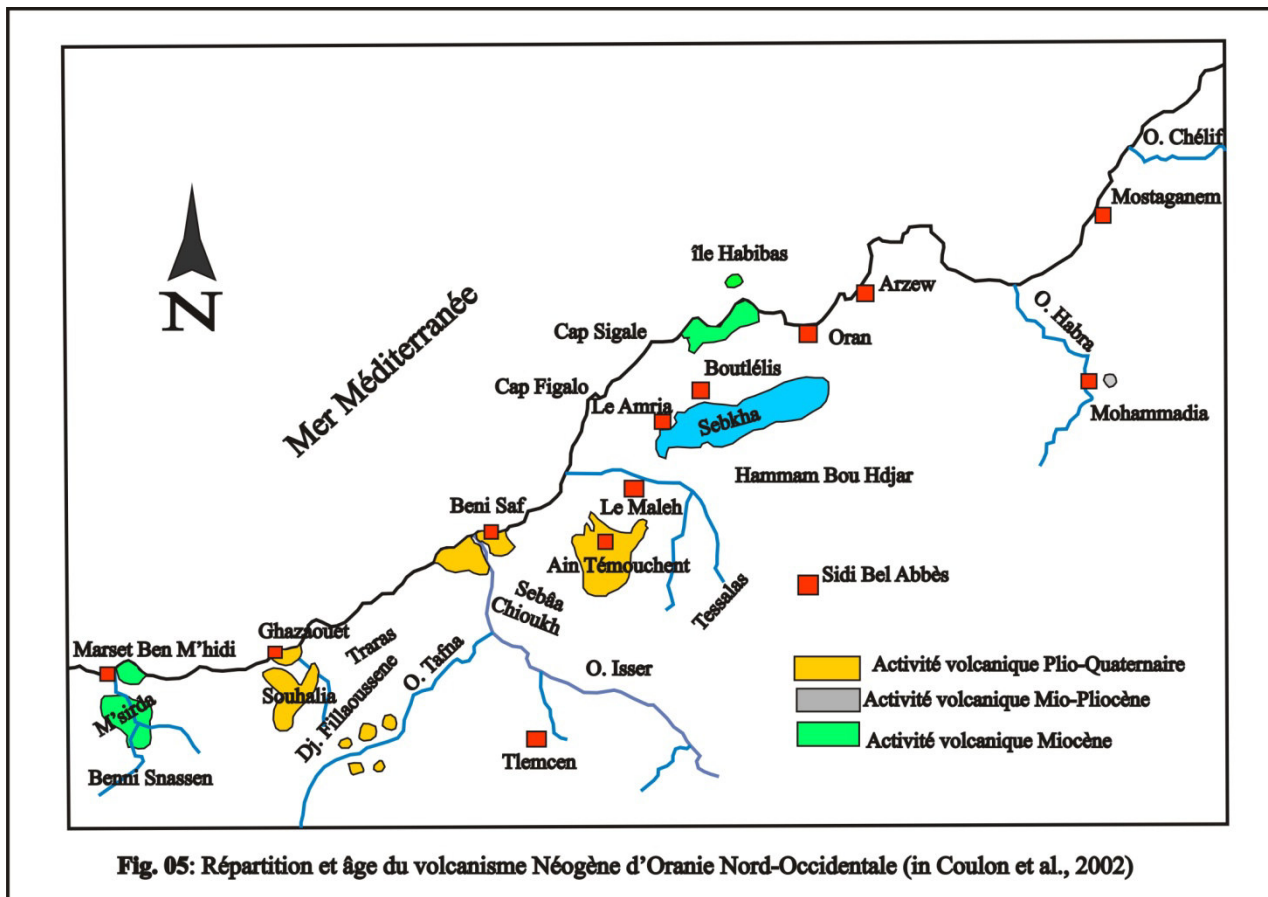 O. Chélif
Mostaganem
île Habibas
Arzew
O. Habra
N
Mer Méditerranée
Cap Sigale
Oran
Boutlélis
Cap Figalo
Le Amria
Mohammadia
Sebkha
Hammam Bou Hdjar
Beni Saf
Le Maleh
Ain Témouchent
Sidi Bel Abbès
Sebâa
Chioukh
Tessalas
Ghazaouet
Traras
Marset Ben M'hidi
O. Tafna
O. Isser
Activité volcanique Plio-Quaternaire
Souhalia
Dj. Fillaoussene
Activité volcanique Mio-Pliocène
M'sirda
Activité volcanique Miocène
Tlemcen
Benni Snassen
Fig. 05: Répartition et âge du volcanisme Néogène d'Oranie Nord-Occidentale (in Coulon et al., 2002)